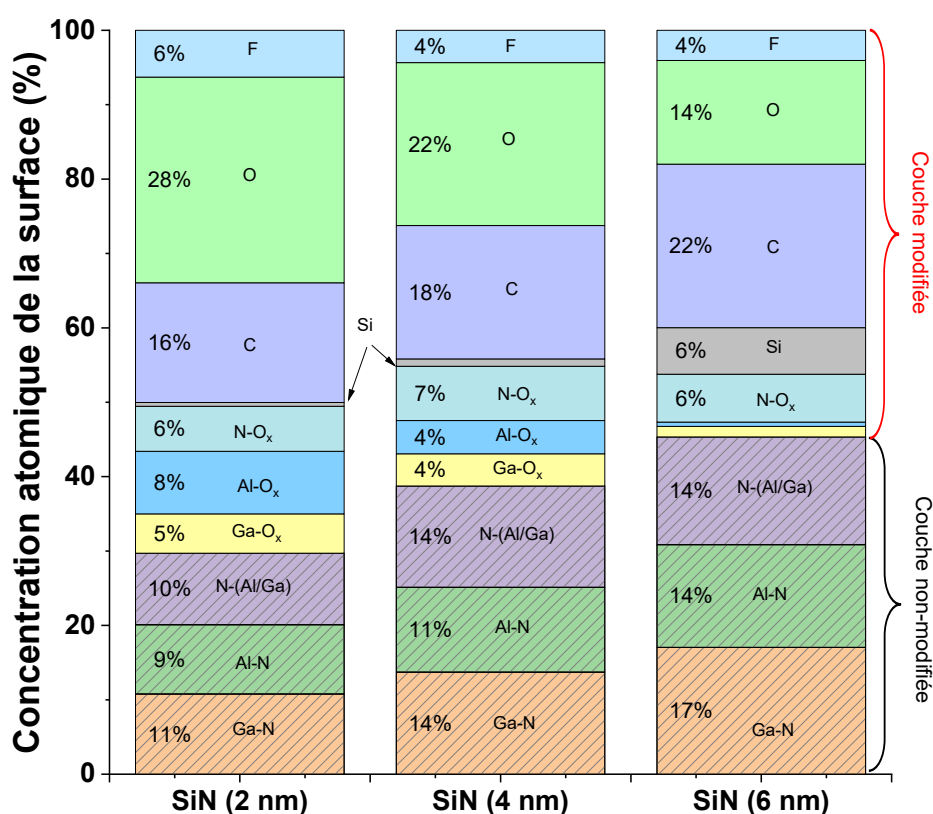 Concentration atomique de la surface (%)
100
80
60
40
20
0
6% F
28% O
16% C
6% N-Oₓ
8% Al-Oₓ
5% Ga-Oₓ
10% N-(Al/Ga)
9% Al-N
11% Ga-N
SiN (2 nm)
Si
4% F
22% O
18% C
7% N-Oₓ
4% Al-Oₓ
4% Ga-Oₓ
14% N-(Al/Ga)
11% Al-N
14% Ga-N
SiN (4 nm)
4% F
14% O
22% C
6% Si
6% N-Oₓ
14% N-(Al/Ga)
14% Al-N
17% Ga-N
SiN (6 nm)
Couche modifiée
Couche non-modifiée